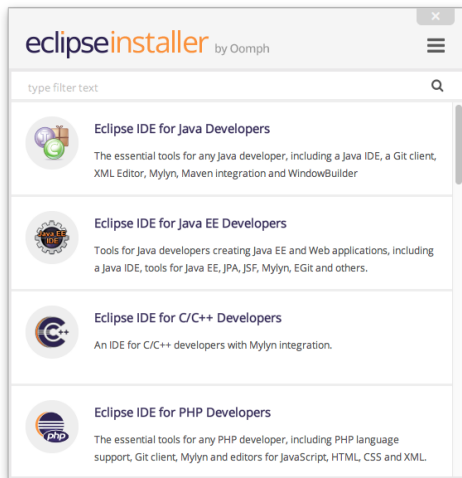 eclipseinstaller by Oomph
type filter text
Eclipse IDE for Java Developers
The essential tools for any Java developer, including a Java IDE, a Git client,
XML Editor, Mylyn, Maven integration and WindowBuilder
Java EE
IDE
Eclipse IDE for Java EE Developers
Tools for Java developers creating Java EE and Web applications, including
a Java IDE, tools for Java EE, JPA, JSF, Mylyn, EGit and others.
C++
Eclipse IDE for C/C++ Developers
An IDE for C/C++ developers with Mylyn integration.
php
Eclipse IDE for PHP Developers
The essential tools for any PHP developer, including PHP language
support, Git client, Mylyn and editors for JavaScript, HTML, CSS and XML.